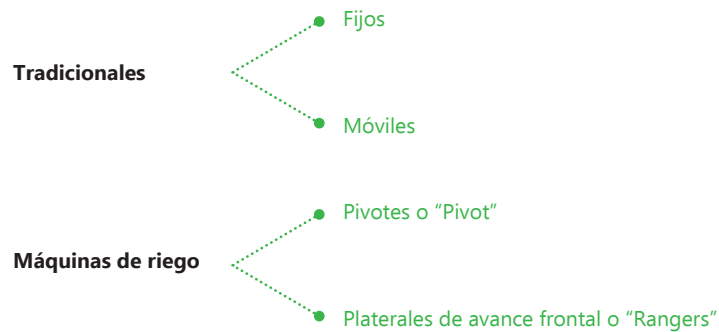 Tradicionales
Fijos
Móviles
Máquinas de riego
Pivotes o “Pivot”
Platerales de avance frontal o “Rangers”